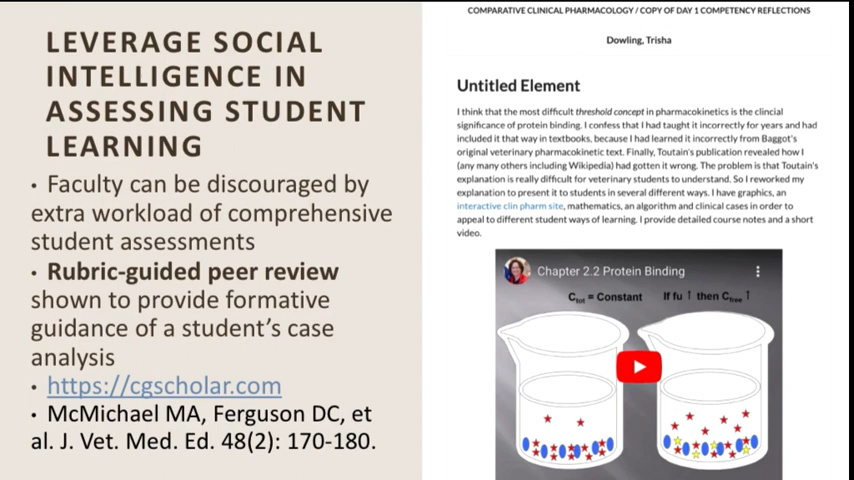 LEVERAGE SOCIAL
INTELLIGENCE IN
ASSESSING STUDENT
LEARNING
• Faculty can be discouraged by
extra workload of comprehensive
student assessments
• Rubric-guided peer review
shown to provide formative
guidance of a student's case
analysis
• https://cgscholar.com
• McMichael MA, Ferguson DC, et
al. J. Vet. Med. Ed. 48(2): 170-180.
COMPARATIVE CLINICAL PHARMACOLOGY / COPY OF DAY 1 COMPETENCY REFLECTIONS
Dowling, Trisha
Untitled Element
I think that the most difficult threshold concept in pharmacokinetics is the clincial
significance of protein binding. I confess that I had taught it incorrectly for years and had
included it that way in textbooks, because I had learned it incorrectly from Baggot's
original veterinary pharmacokinetic text. Finally, Toutain's publication revealed how I
(any many others including Wikipedia) had gotten it wrong. The problem is that Toutain's
explanation is really difficult for veterinary students to understand. So I reworked my
explanation to present it to students in several different ways. I have graphics, an
interactive clin pharm site, mathematics, an algorithm and clinical cases in order to
appeal to different student ways of learning. I provide detailed course notes and a short
video.
Chapter 2.2 Protein Binding
Ctot = Constant If fu ↑ then Cfree ↑